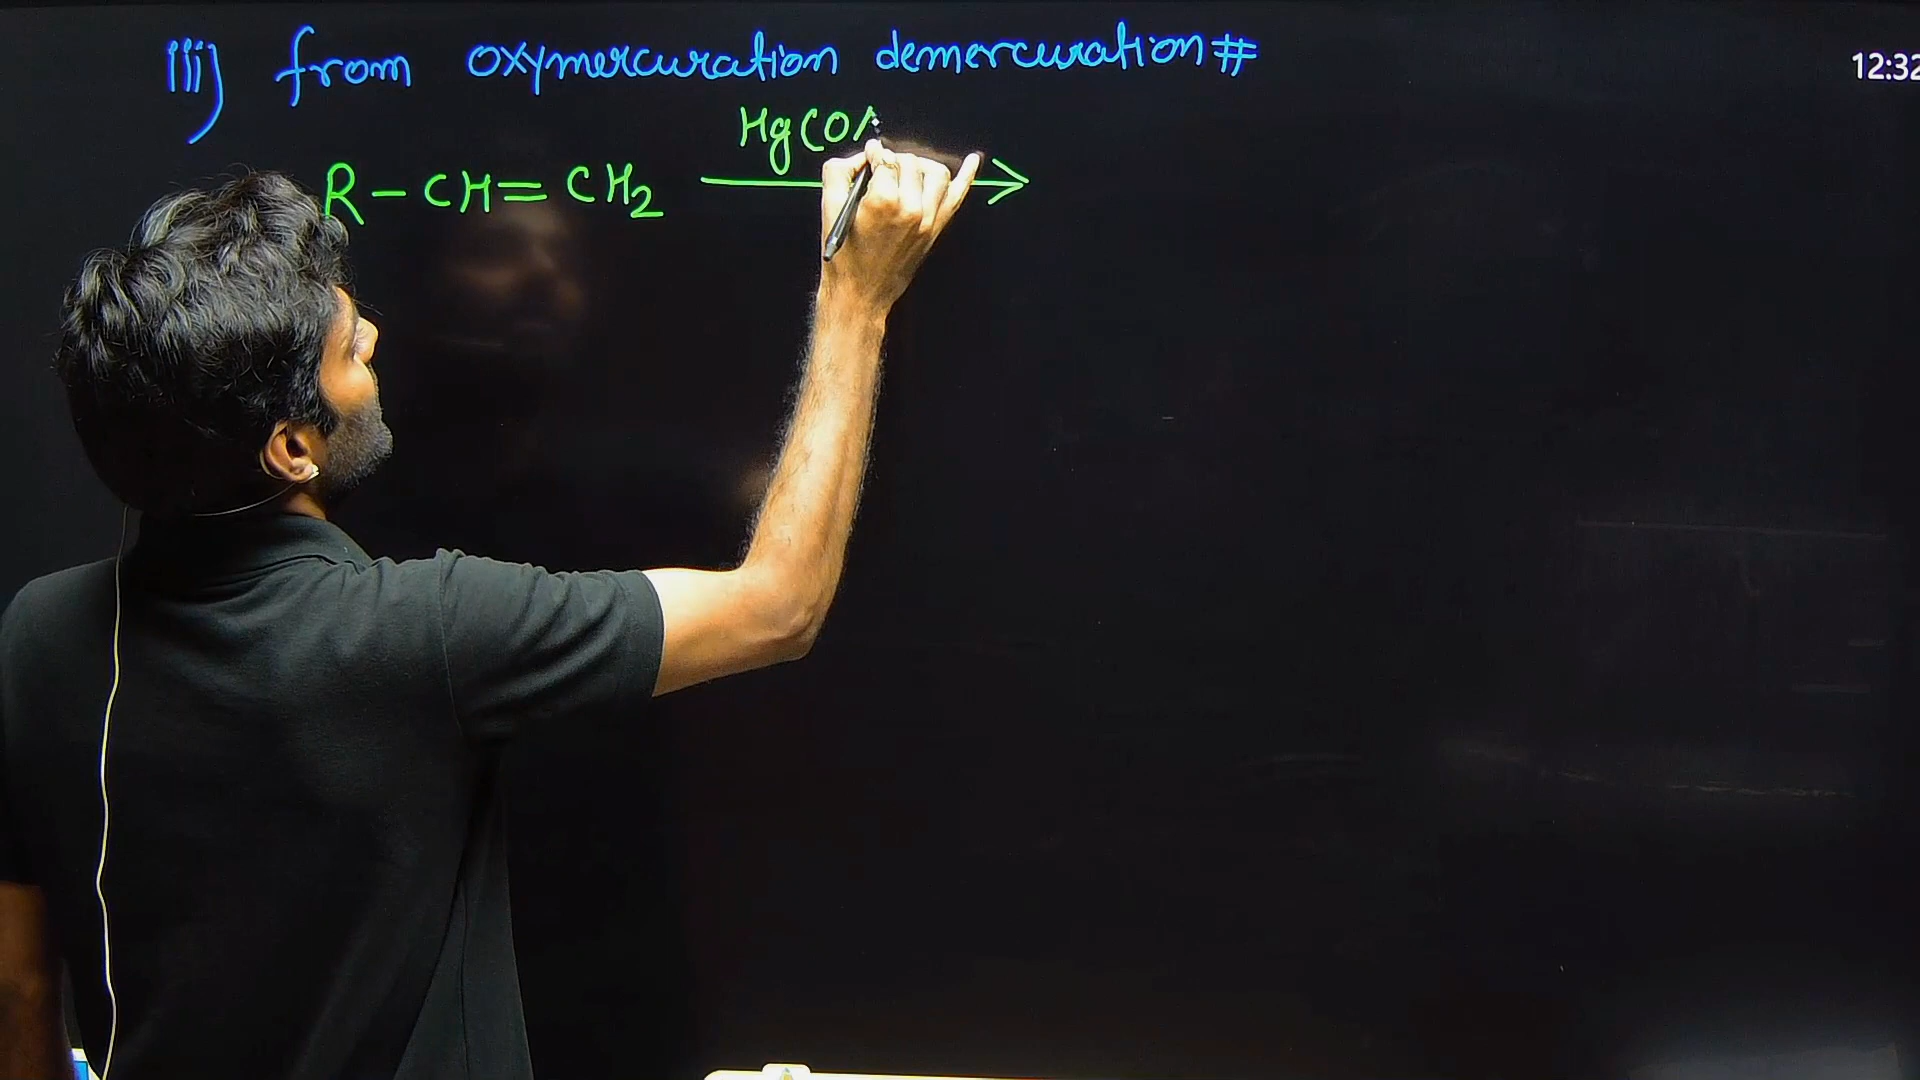 iii) from oxymercuration demercuration #
12:32
Hg(OA
R-CH=CH₂